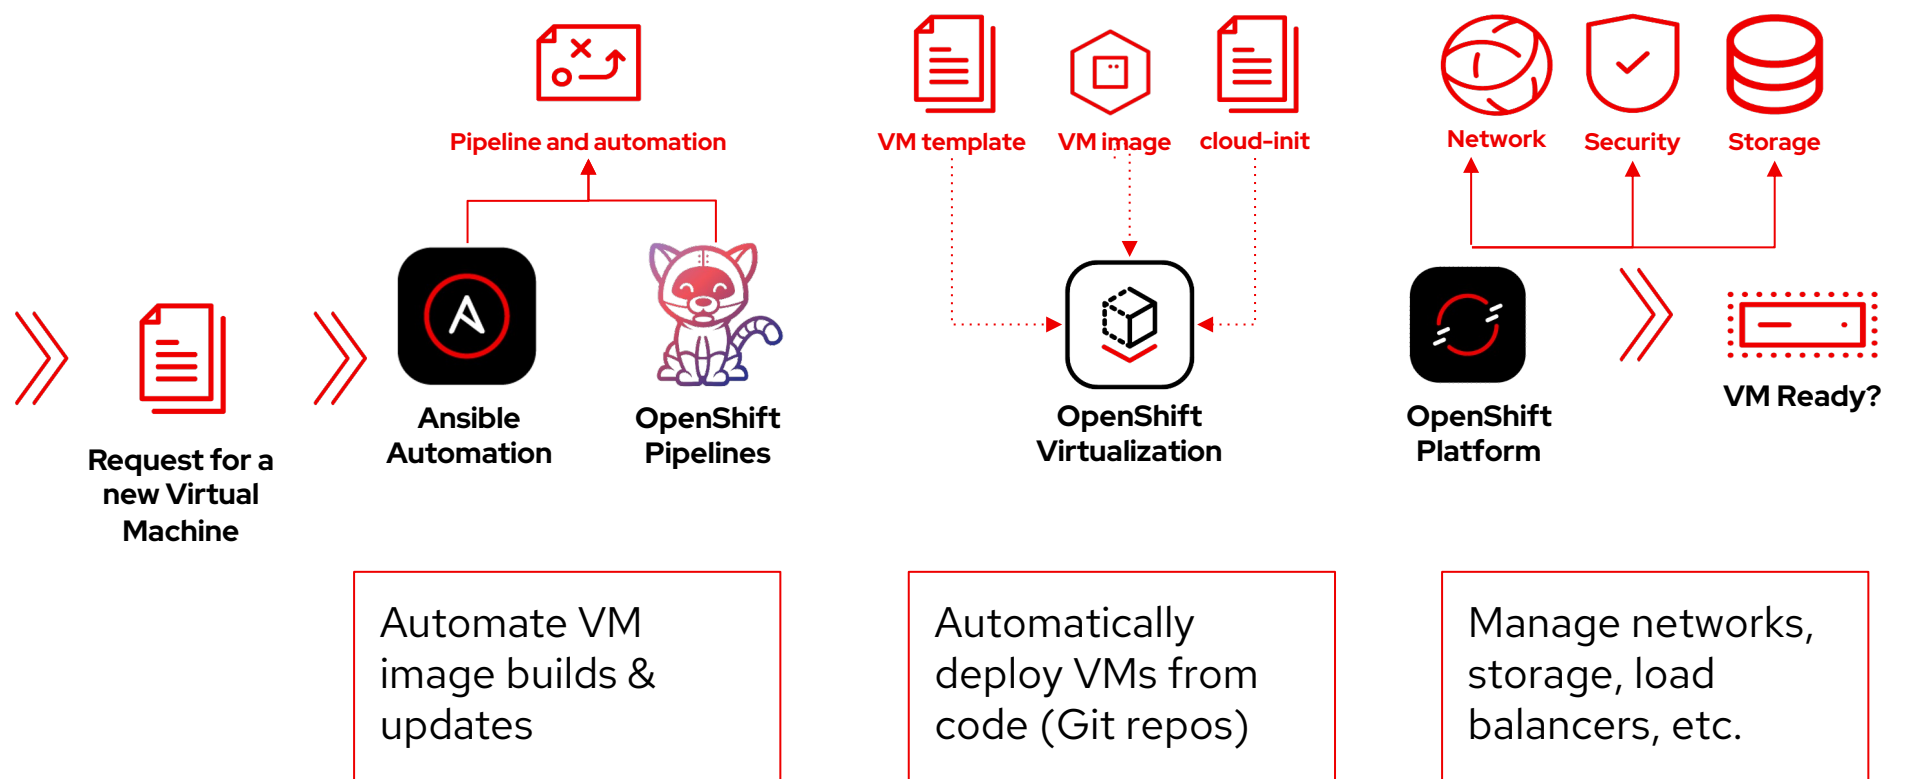 Pipeline and automation
VM template
VM image
cloud-init
Network
Security
Storage
Request for a
new Virtual
Machine
Ansible
Automation
OpenShift
Pipelines
OpenShift
Virtualization
OpenShift
Platform
VM Ready?
Automate VM
image builds &
updates
Automatically
deploy VMs from
code (Git repos)
Manage networks,
storage, load
balancers, etc.